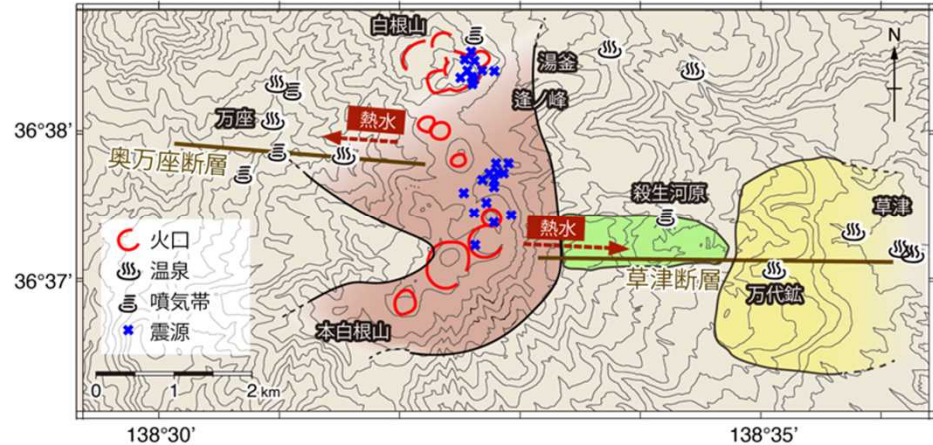 白根山
N
湯釜
逢ノ峰
36°38'
万座
熱水
奥万座断層
殺生河原
草津
熱水
火口
温泉
噴気帯
震源
36°37'
草津断層
万代鉱
本白根山
0 1 2 km
138°30' 138°35'